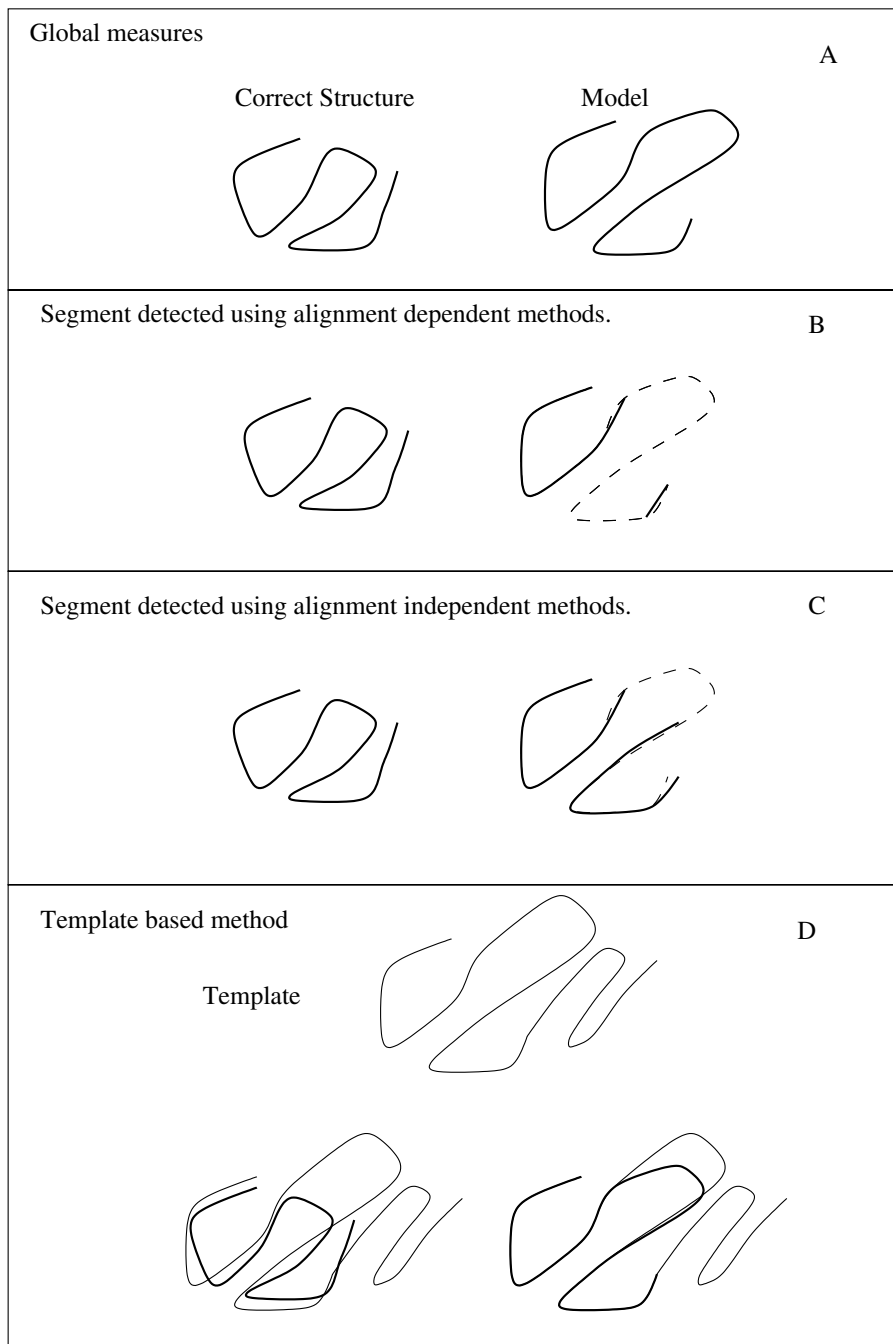 Global measures
A
Correct Structure
Model
Segment detected using alignment dependent methods.
B
Segment detected using alignment independent methods.
C
Template based method
D
Template